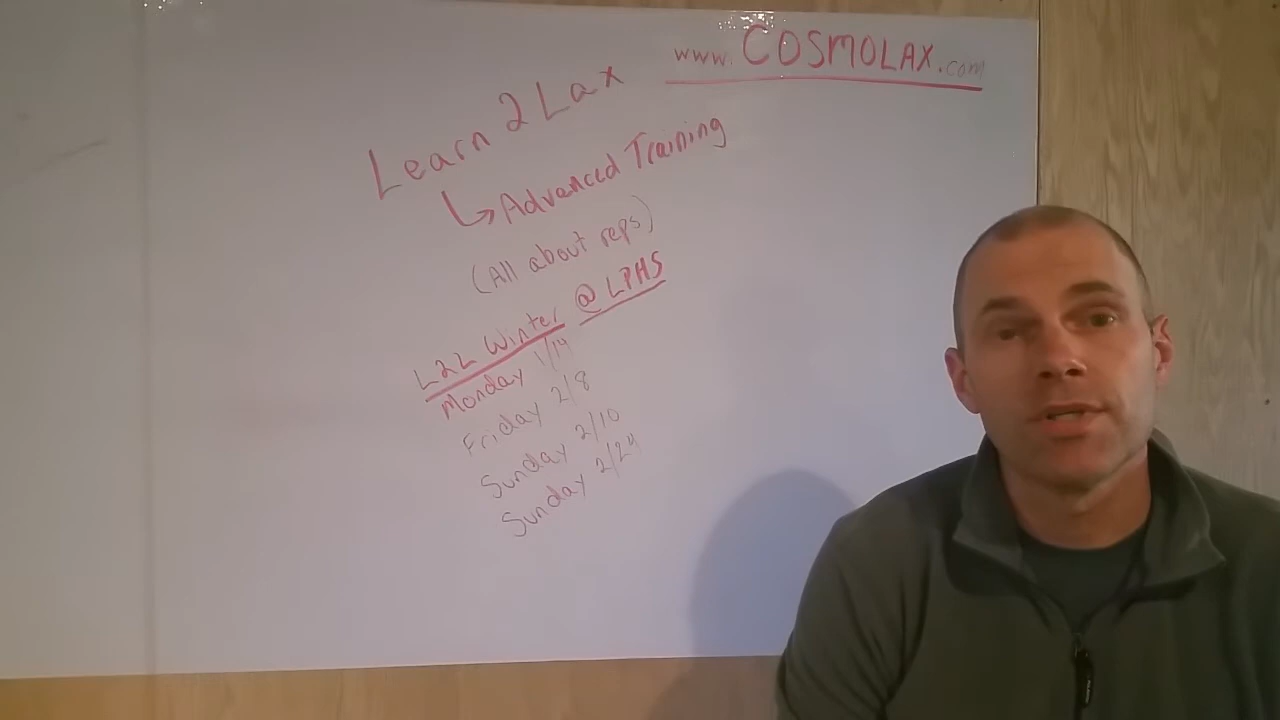 www.COSMOLAX.com
Learn 2 Lax
↳ Advanced Training
(All about reps)
L2L Winter @ LPHS
Monday 1/14
Friday 2/8
Sunday 2/10
Sunday 2/24